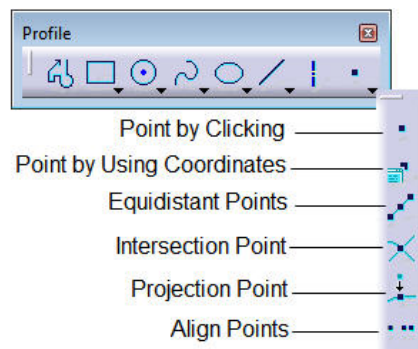 Profile
Point by Clicking
Point by Using Coordinates
Equidistant Points
Intersection Point
Projection Point
Align Points